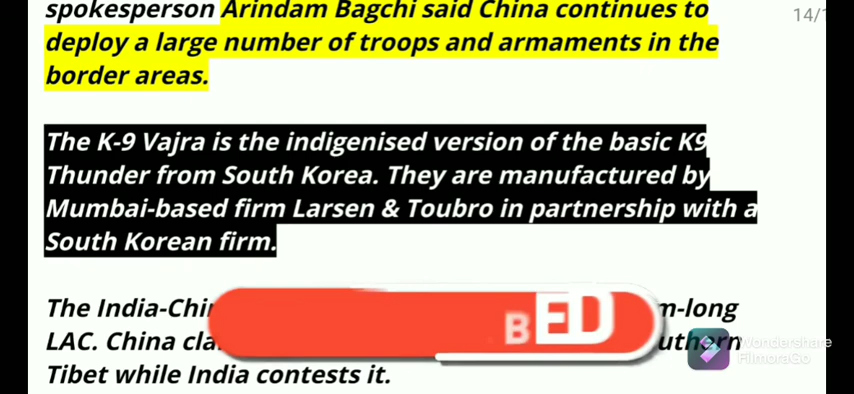 spokesperson Arindam Bagchi said China continues to
14/
deploy a large number of troops and armaments in the
border areas.
The K-9 Vajra is the indigenised version of the basic K9
Thunder from South Korea. They are manufactured by
Mumbai-based firm Larsen & Toubro in partnership with a
South Korean firm.
The India-Chi m-long
BED
LAC. China cla uthern
Wondershare
FilmoraGo
Tibet while India contests it.